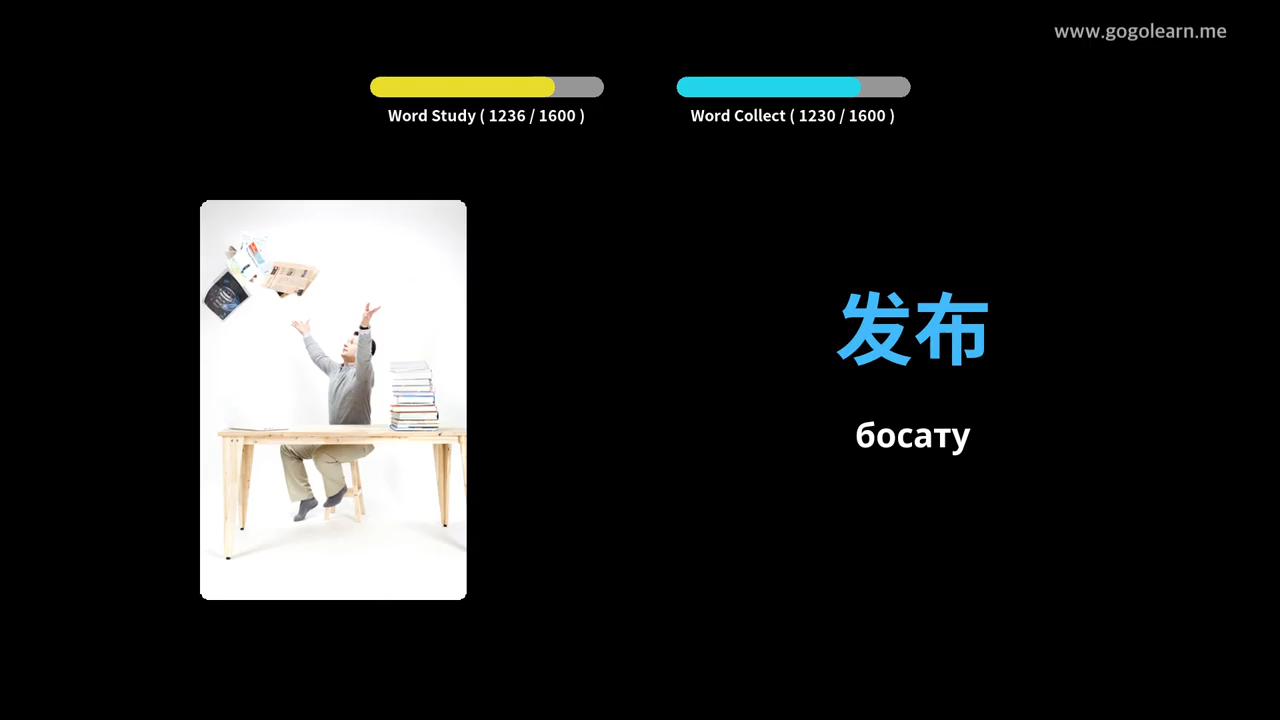 www.gogolearn.me
Word Study ( 1236 / 1600 )
Word Collect ( 1230 / 1600 )
发布
босату